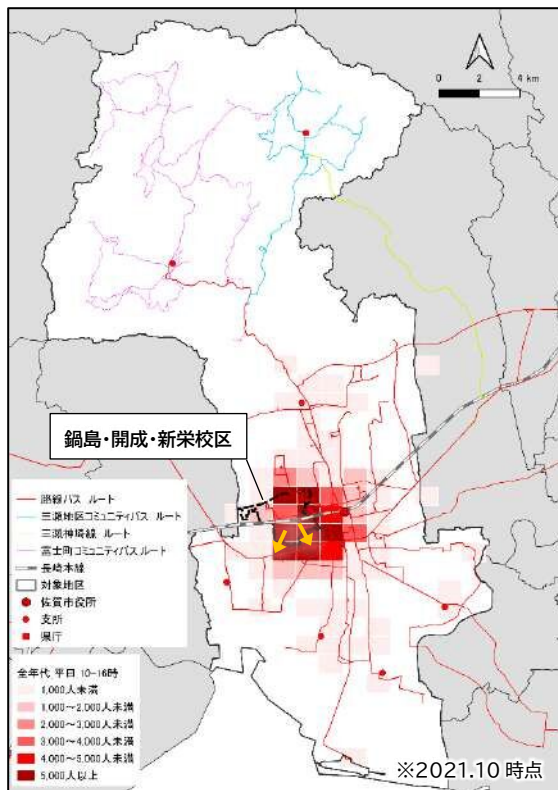 0 2 4 km
鍋島・開成・新栄校区
路線バス ルート
三瀬地区コミュニティバス ルート
三瀬神埼線 ルート
富士町コミュニティバス ルート
長崎本線
対象地区
佐賀市役所
支所
県庁
全年代 平日 10-16時
1,000人未満
1,000～2,000人未満
2,000～3,000人未満
3,000～4,000人未満
4,000～5,000人未満
5,000人以上
※2021.10 時点